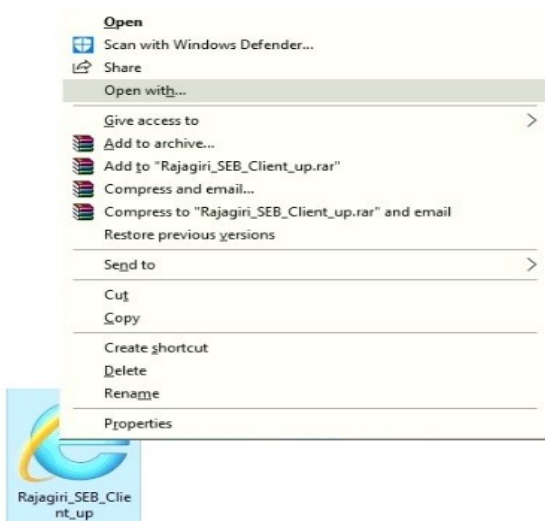 Open
Scan with Windows Defender...
Share
Open with...
Give access to
Add to archive...
Add to "Rajagiri_SEB_Client_up.rar"
Compress and email...
Compress to "Rajagiri_SEB_Client_up.rar" and email
Restore previous versions
Send to
Cut
Copy
Create shortcut
Delete
Rename
Properties
Rajagiri_SEB_Clie
nt_up